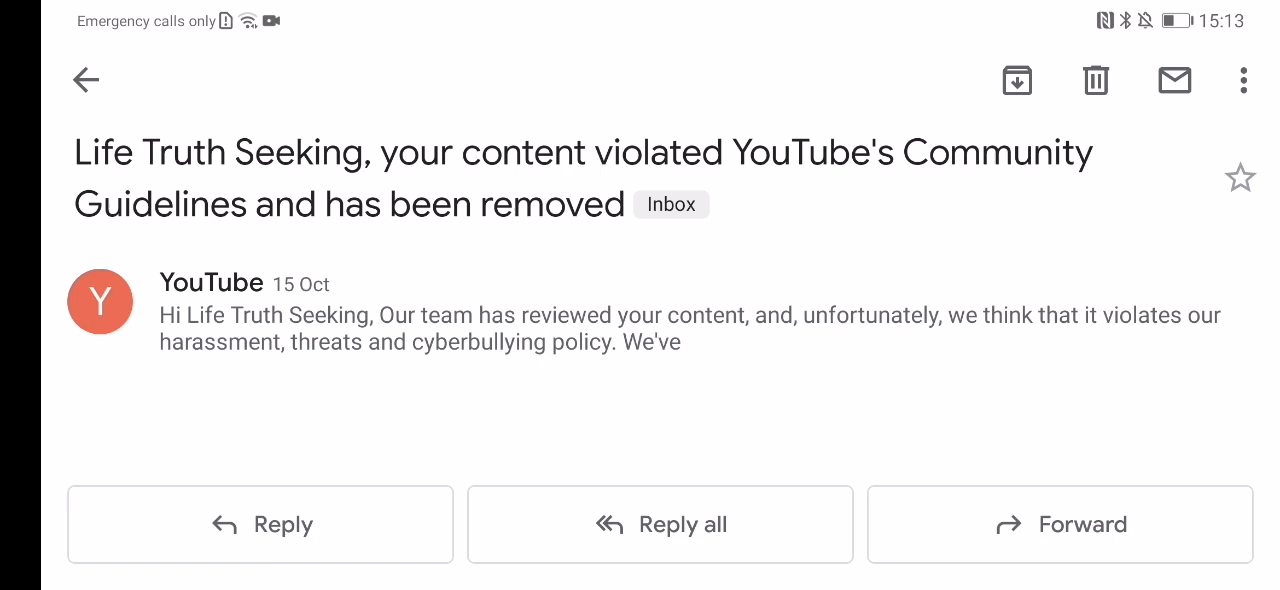 Emergency calls only
15:13
Life Truth Seeking, your content violated YouTube's Community
Guidelines and has been removed Inbox
Y
YouTube 15 Oct
Hi Life Truth Seeking, Our team has reviewed your content, and, unfortunately, we think that it violates our
harassment, threats and cyberbullying policy. We've
Reply
Reply all
Forward